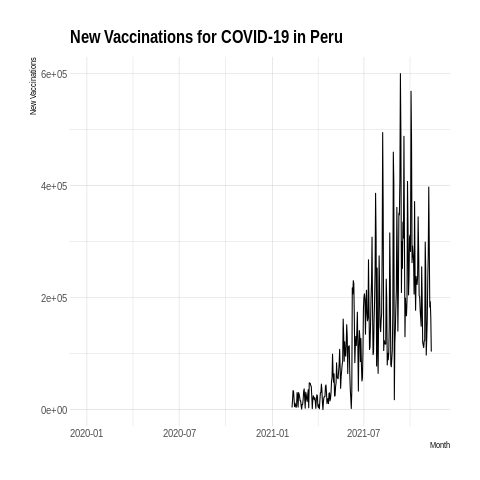 New Vaccinations for COVID-19 in Peru
New Vaccinations
6e+05
4e+05
2e+05
0e+00
2020-01 2020-07 2021-01 2021-07
Month